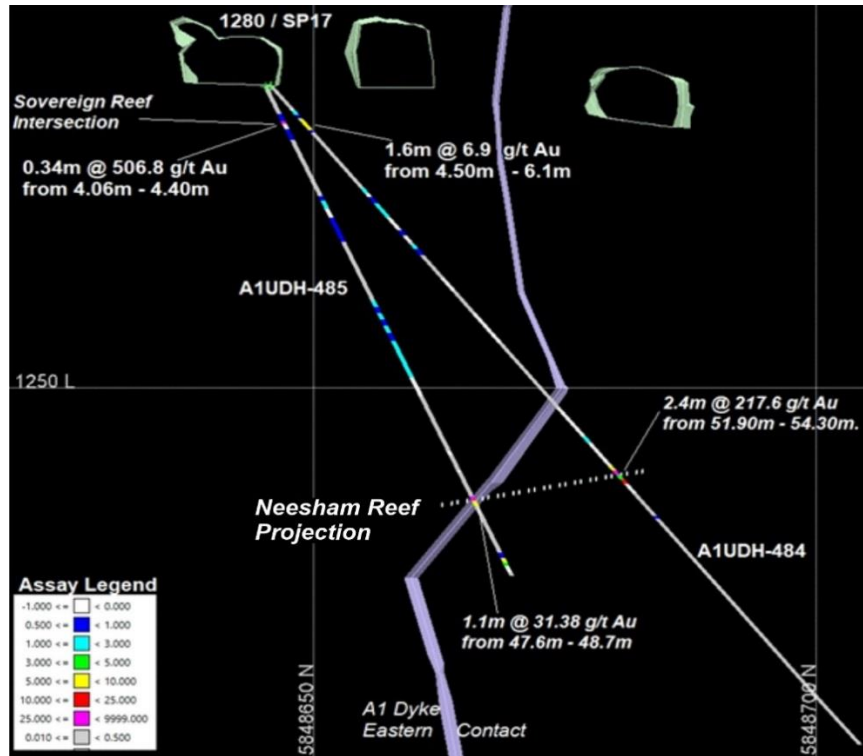 1280 / SP17
Sovereign Reef
Intersection
0.34m @ 506.8 g/t Au
from 4.06m - 4.40m
1.6m @ 6.9 g/t Au
from 4.50m - 6.1m
A1UDH-485
1250 L
2.4m @ 217.6 g/t Au
from 51.90m - 54.30m.
Neesham Reef
Projection
A1UDH-484
1.1m @ 31.38 g/t Au
from 47.6m - 48.7m
A1 Dyke
Eastern Contact
5848650 N
5848700 N
Assay Legend
-1.000 <= < 0.000
0.500 <= < 1.000
1.000 <= < 3.000
3.000 <= < 5.000
5.000 <= < 10.000
10.000 <= < 25.000
25.000 <= < 9999.000
0.010 <= < 0.500